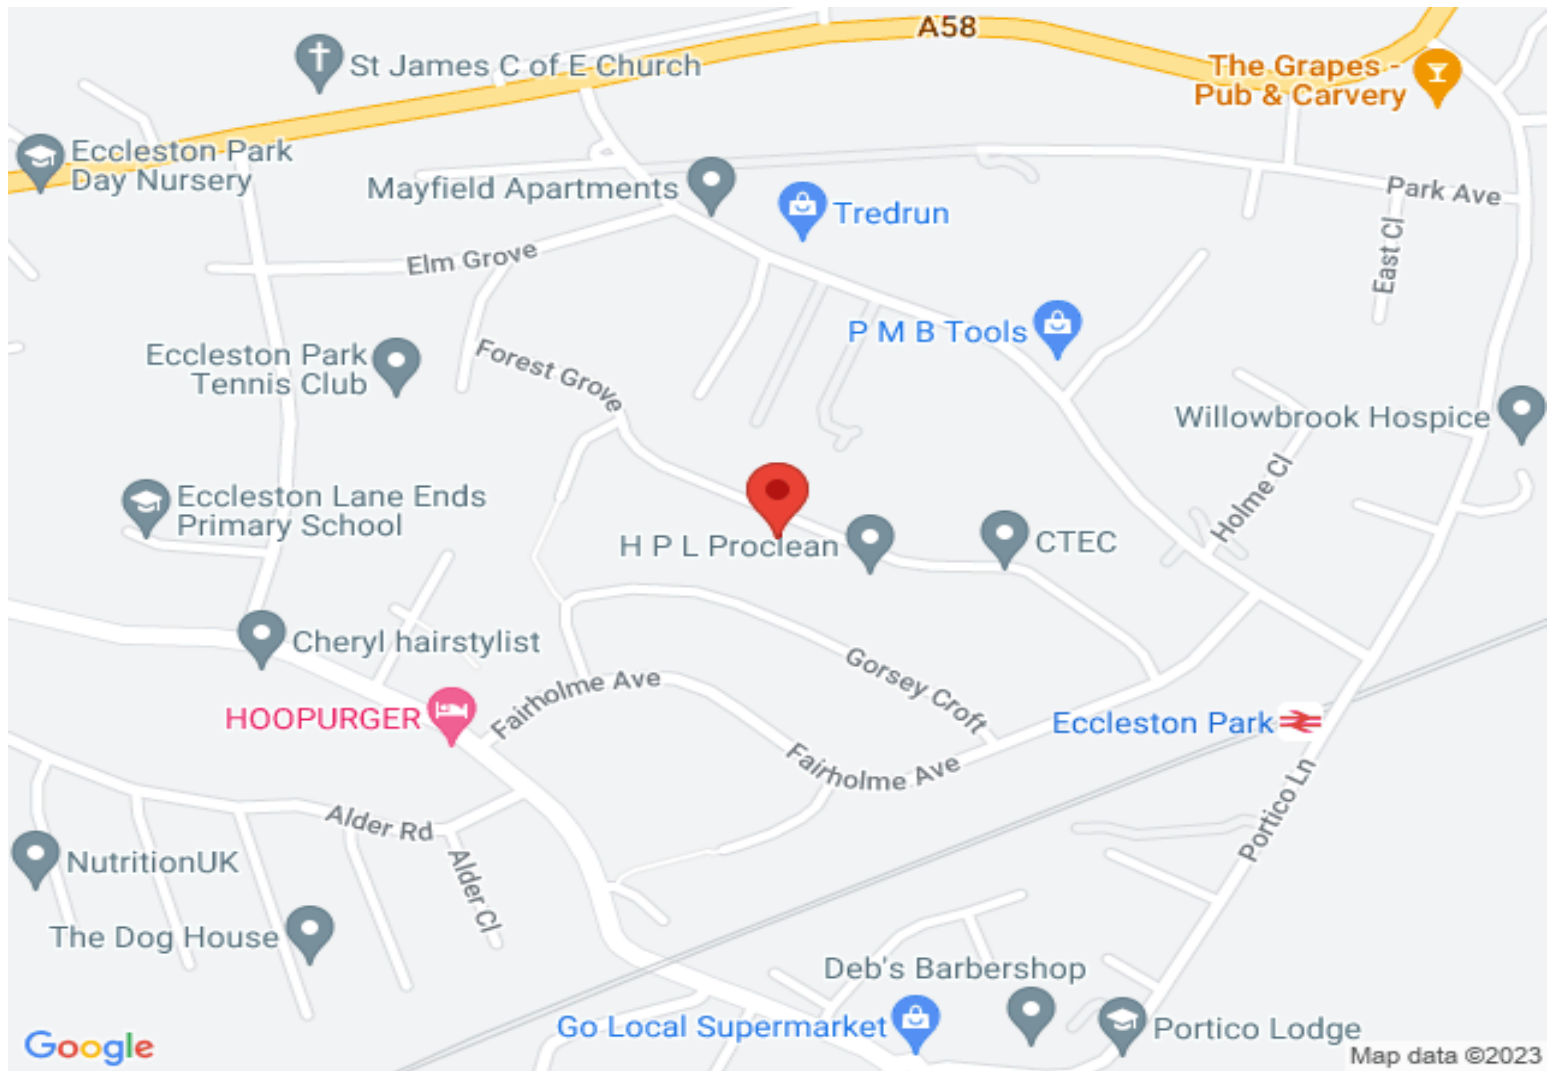 A58
St James C of E Church
The Grapes -
Pub & Carvery
Eccleston Park
Day Nursery
Mayfield Apartments
Park Ave
Tredrun
East Cl
Elm Grove
P M B Tools
Forest Grove
Eccleston Park
Tennis Club
Willowbrook Hospice
Holme Cl
Eccleston Lane Ends
Primary School
H P L Proclean
CTEC
Cheryl hairstylist
Gorsey Croft
Fairholme Ave
HOOPURGER
Eccleston Park
Fairholme Ave
Portico Ln
Alder Rd
NutritionUK
Alder Cl
The Dog House
Deb's Barbershop
Go Local Supermarket
Portico Lodge
Google
Map data ©2023